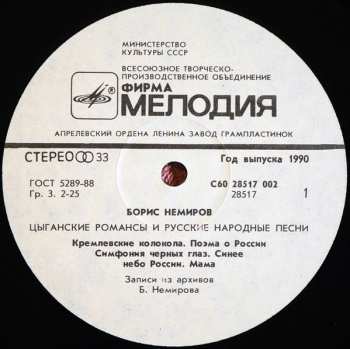 МИНИСТЕРСТВО
КУЛЬТУРЫ СССР
ВСЕСОЮЗНОЕ ТВОРЧЕСКО-
ПРОИЗВОДСТВЕННОЕ ОБЪЕДИНЕНИЕ
ФИРМА
МЕЛОДИЯ
АПРЕЛЕВСКИЙ ОРДЕНА ЛЕНИНА ЗАВОД ГРАМПЛАСТИНОК
СТЕРЕО 33
Год выпуска 1990
ГОСТ 5289-88
Гр. 3. 2-25
С60 28517 002
28517
1
БОРИС НЕМИРОВ
ЦЫГАНСКИЕ РОМАНСЫ И РУССКИЕ НАРОДНЫЕ ПЕСНИ
Кремлевские колокола. Поэма о России
Симфония черных глаз. Синее
небо России. Мама
Записи из архивов
Б. Немирова